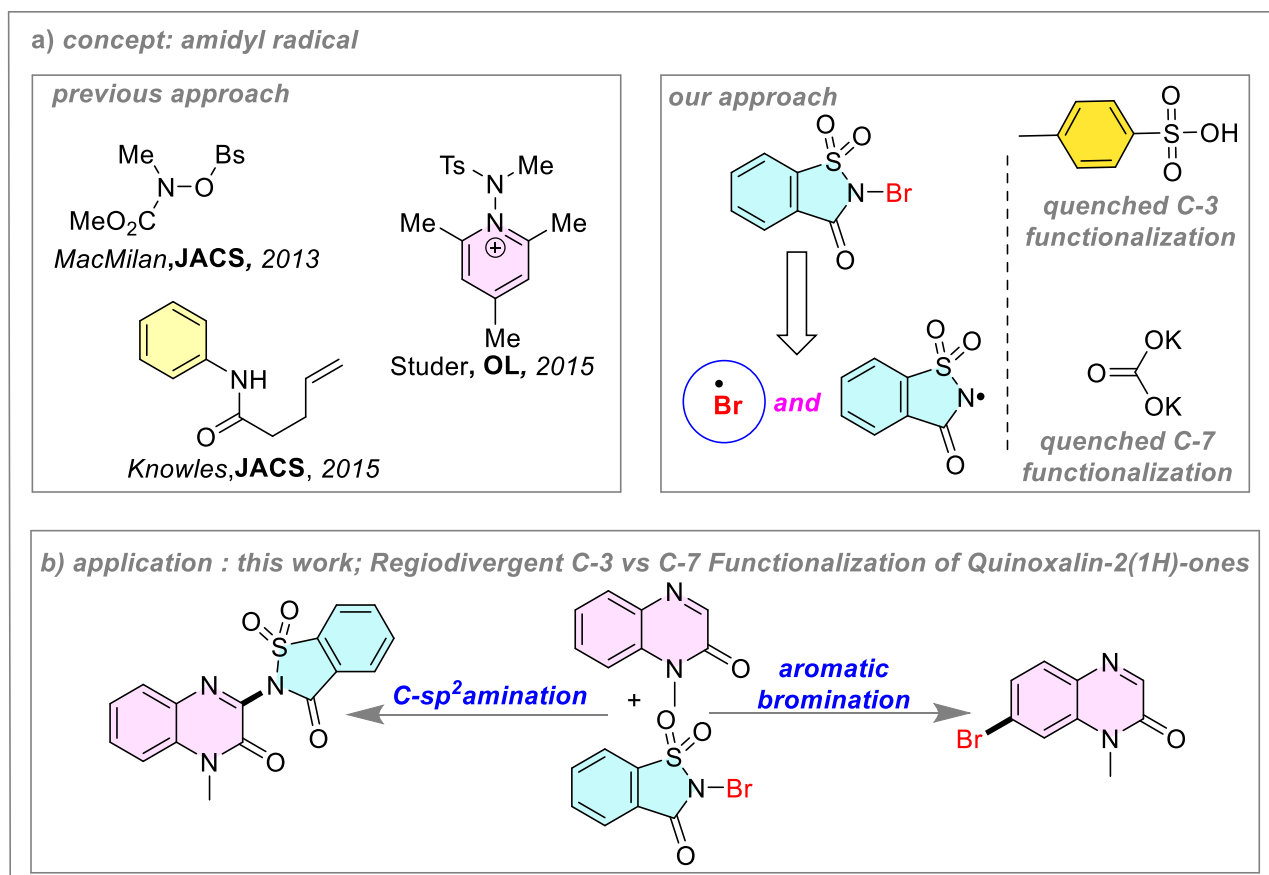 a) concept: amidyl radical
previous approach
Me
Bs
N
O
MeO2C
MacMilan,JACS, 2013
Ts
N
Me
Me
N
Me
⊕
Me
Studer, OL, 2015
NH
O
Knowles,JACS, 2015
our approach
O
O
S
N
Br
O
O
S
OH
O
quenched C-3
functionalization
Br
and
O
O
S
N
O
OK
O
OK
quenched C-7
functionalization
b) application : this work; Regiodivergent C-3 vs C-7 Functionalization of Quinoxalin-2(1H)-ones
O
O
S
N
N
O
N
O
C-sp2amination
N
N
O
+
O
O
S
N
Br
O
aromatic
bromination
N
Br
N
O